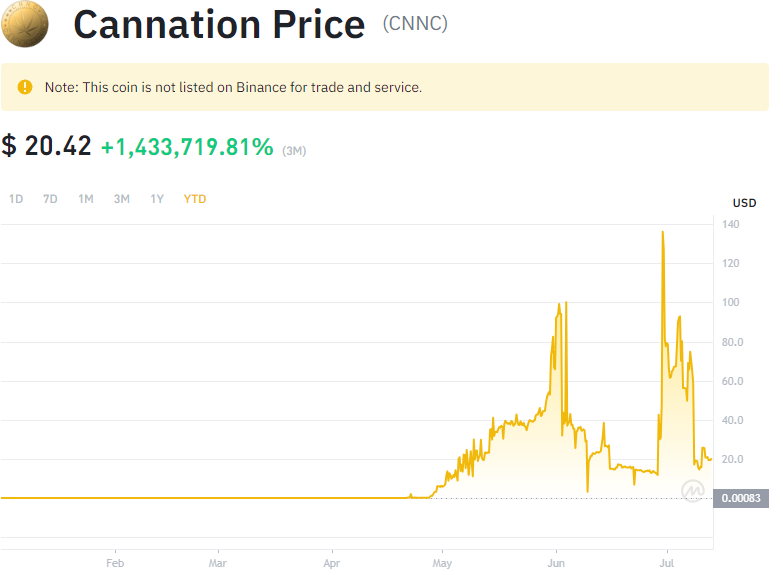 Cannation Price (CNNC)
Note: This coin is not listed on Binance for trade and service.
$ 20.42 +1,433,719.81% (3M)
1D 7D 1M 3M 1Y YTD
USD
140
120
100
80.0
60.0
40.0
20.0
0.00083
Feb Mar Apr May Jun Jul